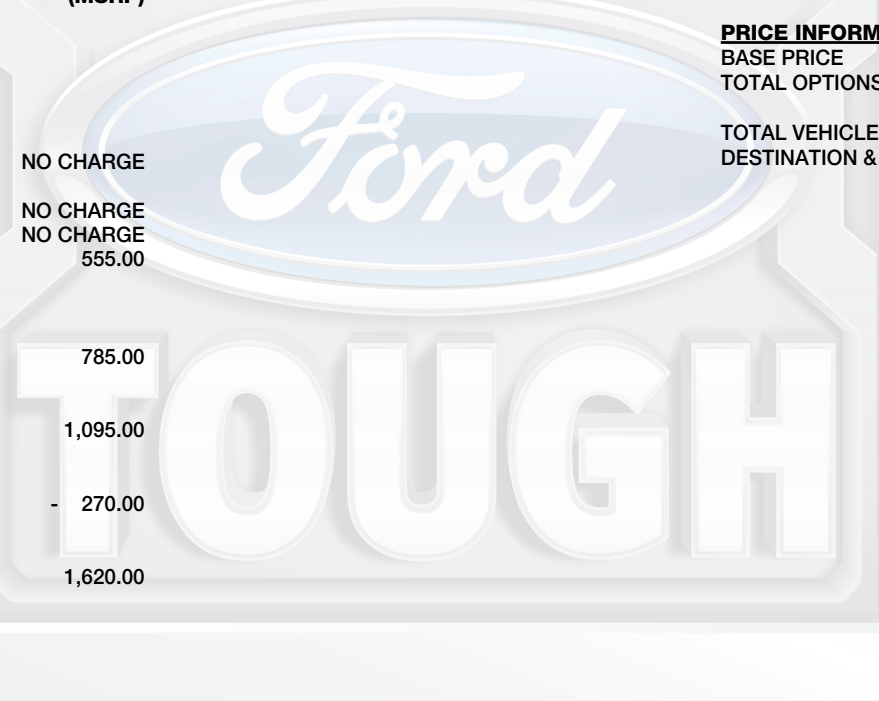 (MSRP)
NO CHARGE
NO CHARGE
NO CHARGE
555.00
785.00
1,095.00
- 270.00
1,620.00
PRICE INFORM
BASE PRICE
TOTAL OPTIONS
TOTAL VEHICLE
DESTINATION &
Ford
TOUGH